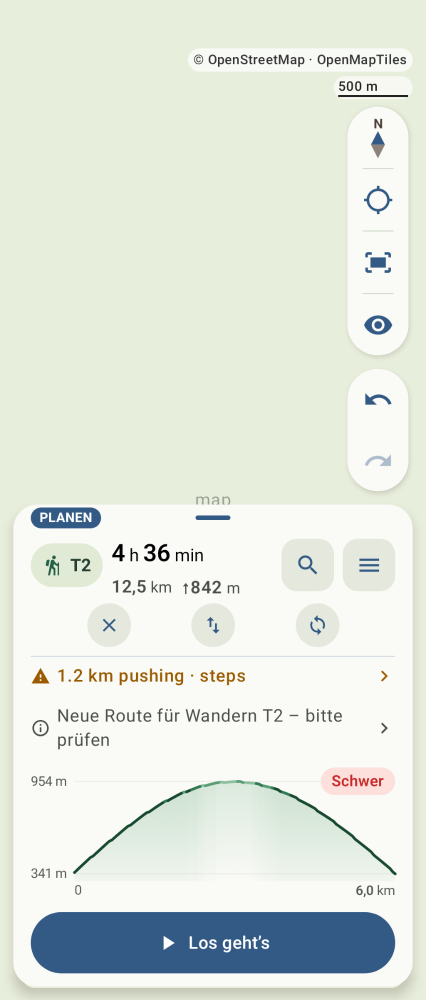 © OpenStreetMap · OpenMapTiles
500 m
N
map
PLANEN
T2
4 h 36 min
12,5 km ↑842 m
1.2 km pushing · steps
Neue Route für Wandern T2 – bitte
prüfen
954 m
Schwer
341 m
0
6,0 km
Los geht's